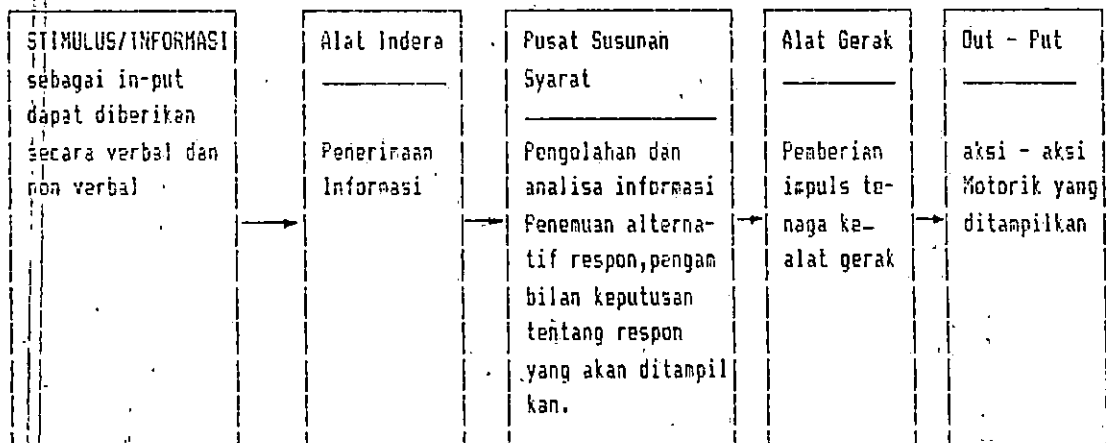 STIMULUS/INFORMASI
sebagai in-put
dapat diberikan
secara verbal dan
non verbal
Alat Indera
Penerimaan
Informasi
Pusat Susunan
Syarat
Pengolahan dan
analisa informasi
Penemuan alterna-
tif respon,pengam
bilan keputusan
tentang respon
yang akan ditampil
kan.
Alat Gerak
Pemberian
impuls te-
naga ke-
alat gerak
Out - Put
aksi - aksi
Motorik yang
ditampilkan